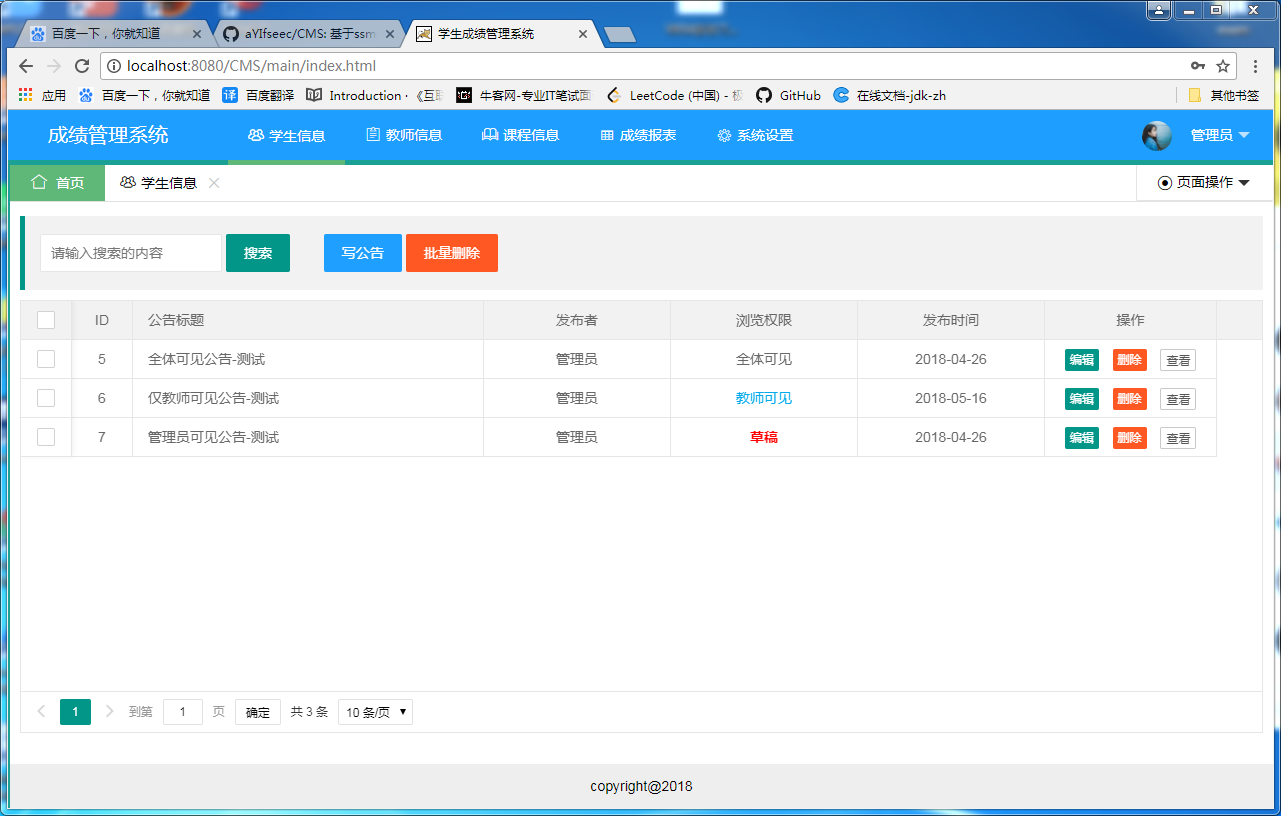 百度一下，你就知道
aYIfseec/CMS: 基于ssm
学生成绩管理系统
localhost:8080/CMS/main/index.html
应用 百度一下，你就知道 百度翻译 Introduction · 《互联 牛客网-专业IT笔试面 LeetCode (中国) - 极 GitHub 在线文档-jdk-zh 其他书签
成绩管理系统 学生信息 教师信息 课程信息 成绩报表 系统设置 管理员
首页 学生信息 页面操作
请输入搜索的内容 搜索 写公告 批量删除
ID 公告标题 发布者 浏览权限 发布时间 操作
5 全体可见公告-测试 管理员 全体可见 2018-04-26 编辑 删除 查看
6 仅教师可见公告-测试 管理员 教师可见 2018-05-16 编辑 删除 查看
7 管理员可见公告-测试 管理员 草稿 2018-04-26 编辑 删除 查看
1 到第 1 页 确定 共 3 条 10 条/页
copyright@2018